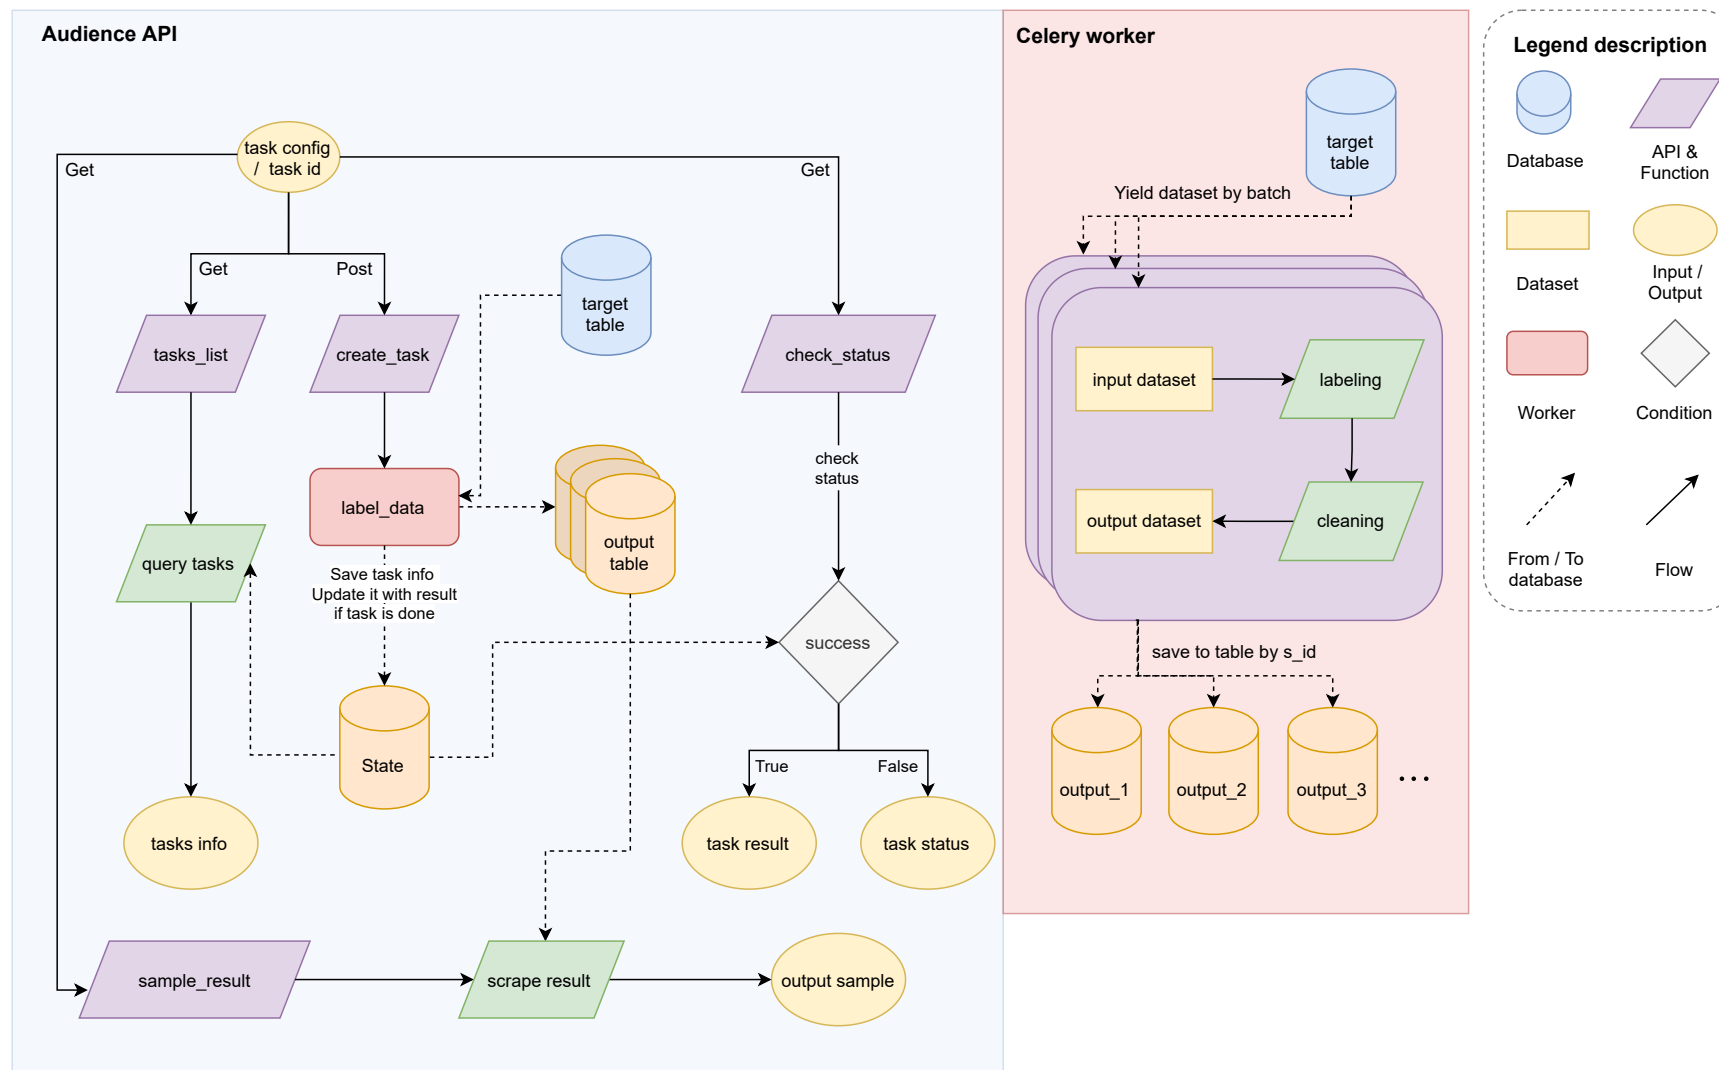 Audience API
task config
/ task id
Get
Get
Get
Post
target
table
tasks_list
create_task
check_status
check
status
label_data
output
table
query tasks
Save task info
Update it with result
if task is done
success
State
True
False
tasks info
task result
task status
sample_result
scrape result
output sample
Celery worker
target
table
Yield dataset by batch
input dataset
labeling
output dataset
cleaning
save to table by s_id
output_1
output_2
output_3
...
Legend description
Database
API &
Function
Dataset
Input /
Output
Worker
Condition
From / To
database
Flow